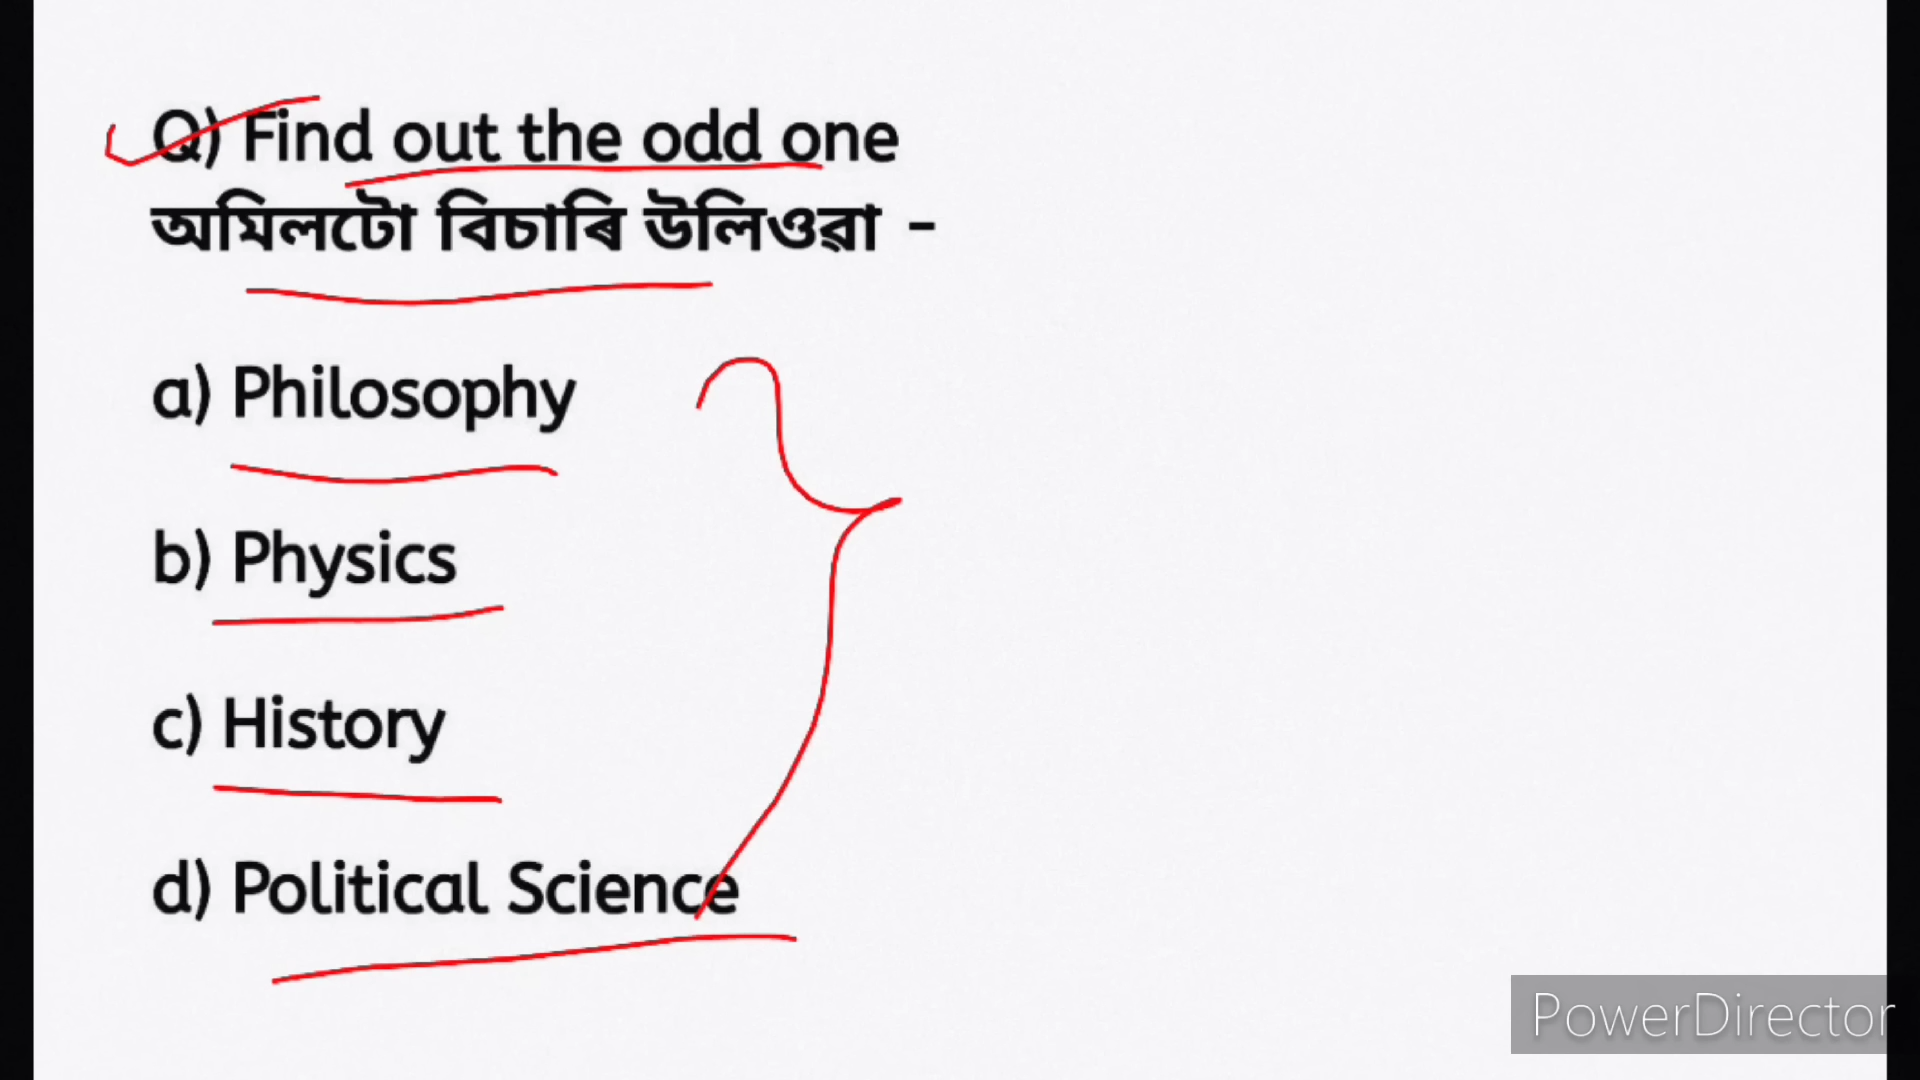 Q) Find out the odd one
অমিলটো বিচাৰি উলিওৱা -
a) Philosophy
b) Physics
c) History
d) Political Science
PowerDirector